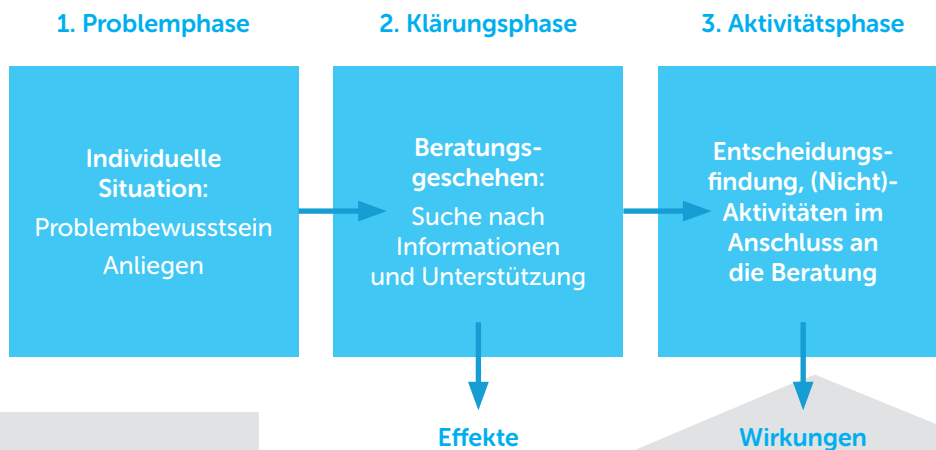 1. Problemphase
2. Klärungsphase
3. Aktivitätsphase
Individuelle
Situation:
Problembewusstsein
Anliegen
Beratungs-
geschehen:
Suche nach
Informationen
und Unterstützung
Entscheidungs-
findung, (Nicht)-
Aktivitäten im
Anschluss an
die Beratung
Effekte
Wirkungen